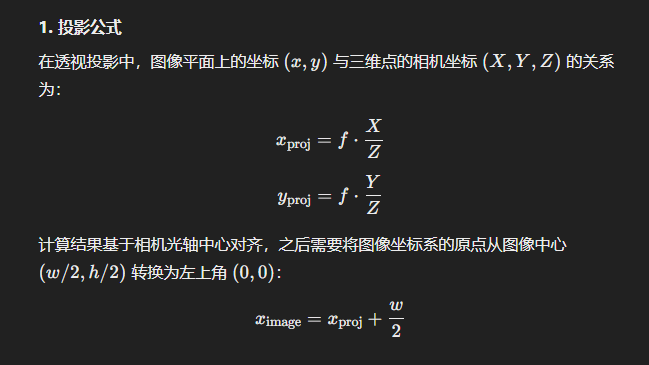 1. 投影公式
在透视投影中，图像平面上的坐标 (x, y) 与三维点的相机坐标 (X, Y, Z) 的关系
为：
x_proj = f · X/Z
y_proj = f · Y/Z
计算结果基于相机光轴中心对齐，之后需要将图像坐标系的原点从图像中心
(w/2, h/2) 转换为左上角 (0, 0)：
x_image = x_proj + w/2